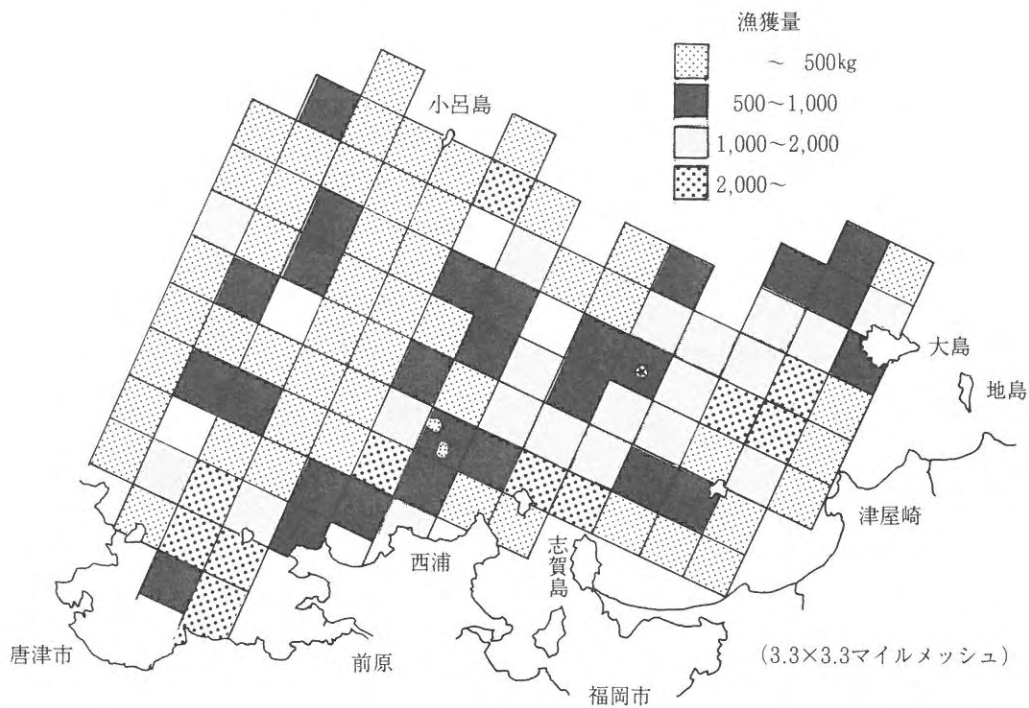 漁獲量
～ 500kg
500～1,000
1,000～2,000
2,000～
小呂島
大島
地島
津屋崎
志賀島
西浦
唐津市
前原
福岡市
(3.3×3.3マイルメッシュ)